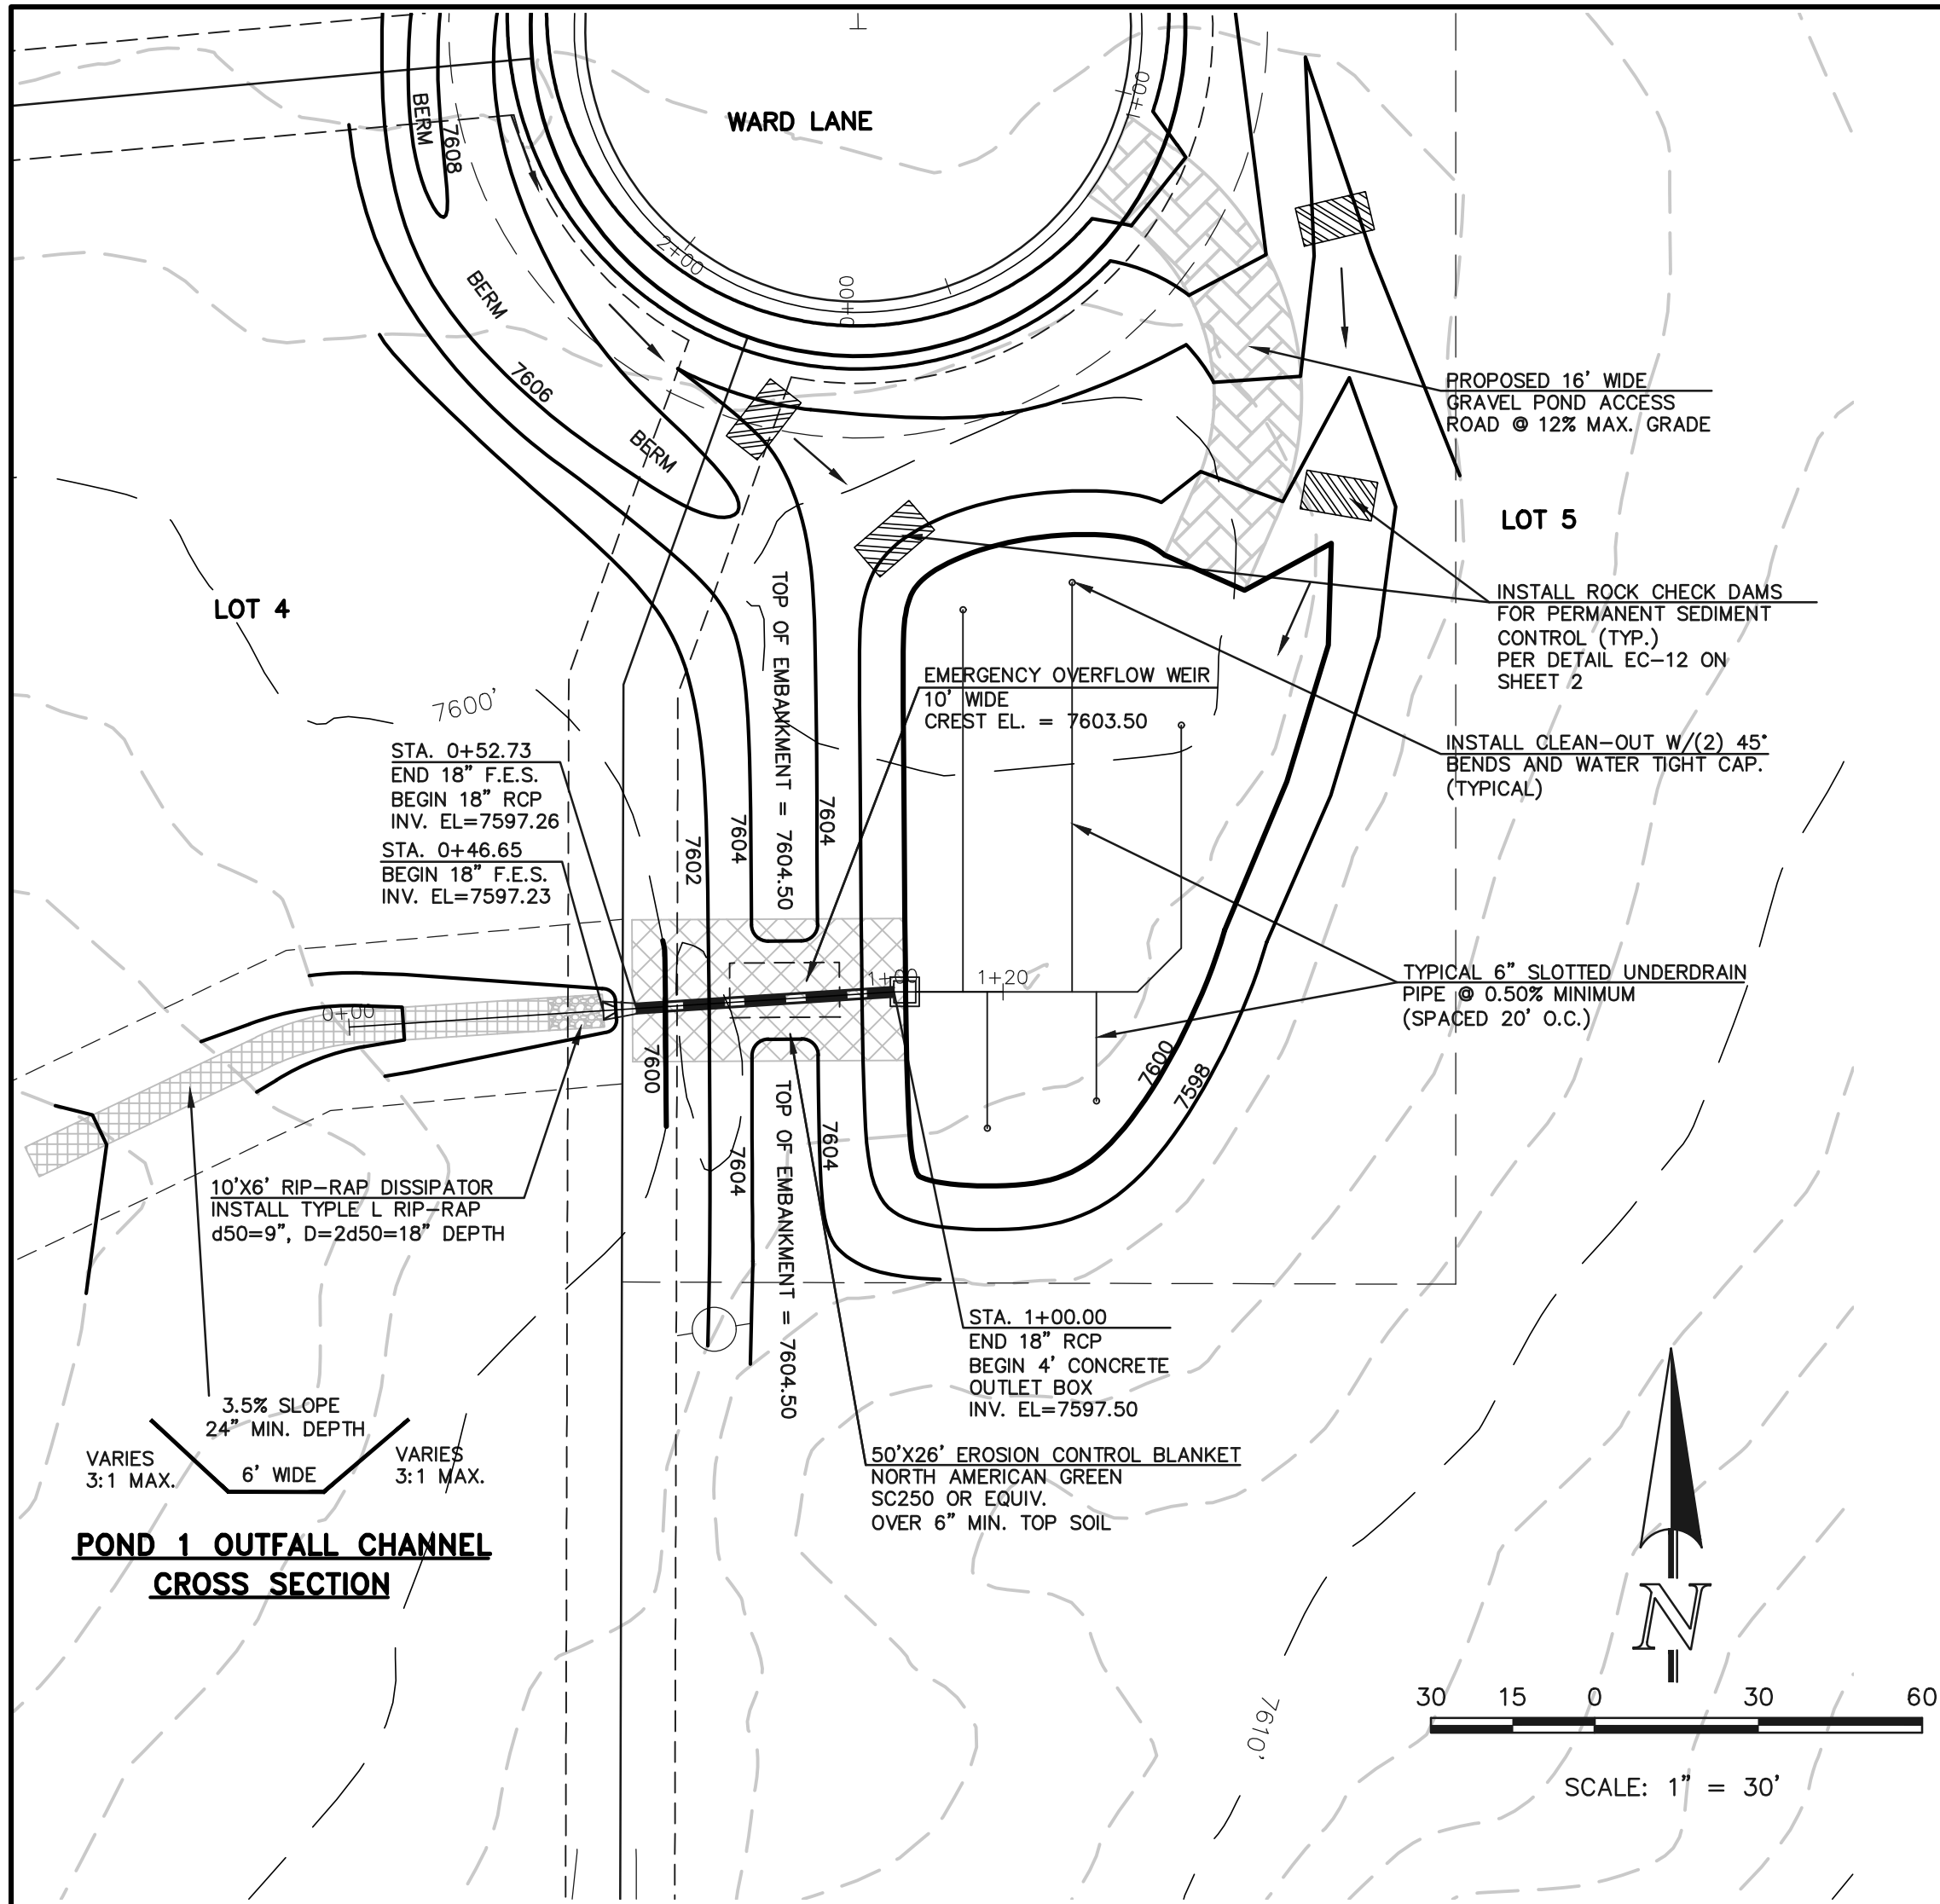 WARD LANE
1+00
2+00
0+00
BERM
7608
BERM
7606
BERM
PROPOSED 16' WIDE
GRAVEL POND ACCESS
ROAD @ 12% MAX. GRADE
LOT 5
LOT 4
INSTALL ROCK CHECK DAMS
FOR PERMANENT SEDIMENT
CONTROL (TYP.)
PER DETAIL EC-12 ON
SHEET 2
TOP OF EMBANKMENT = 7604.50
EMERGENCY OVERFLOW WEIR
10' WIDE
CREST EL. = 7603.50
7600'
INSTALL CLEAN-OUT W/(2) 45°
BENDS AND WATER TIGHT CAP.
(TYPICAL)
STA. 0+52.73
END 18" F.E.S.
BEGIN 18" RCP
INV. EL=7597.26
STA. 0+46.65
BEGIN 18" F.E.S.
INV. EL=7597.23
7602
7604
7604
1+00
1+20
TYPICAL 6" SLOTTED UNDERDRAIN
PIPE @ 0.50% MINIMUM
(SPACED 20' O.C.)
0+00
7600
7600
7598
7604
7604
TOP OF EMBANKMENT = 7604.50
10'X6' RIP-RAP DISSIPATOR
INSTALL TYPLE L RIP-RAP
d50=9", D=2d50=18" DEPTH
STA. 1+00.00
END 18" RCP
BEGIN 4' CONCRETE
OUTLET BOX
INV. EL=7597.50
50'X26' EROSION CONTROL BLANKET
NORTH AMERICAN GREEN
SC250 OR EQUIV.
OVER 6" MIN. TOP SOIL
3.5% SLOPE
24" MIN. DEPTH
VARIES
3:1 MAX.
6' WIDE
VARIES
3:1 MAX.
POND 1 OUTFALL CHANNEL
CROSS SECTION
7610'
N
30 15 0 30 60
SCALE: 1" = 30'